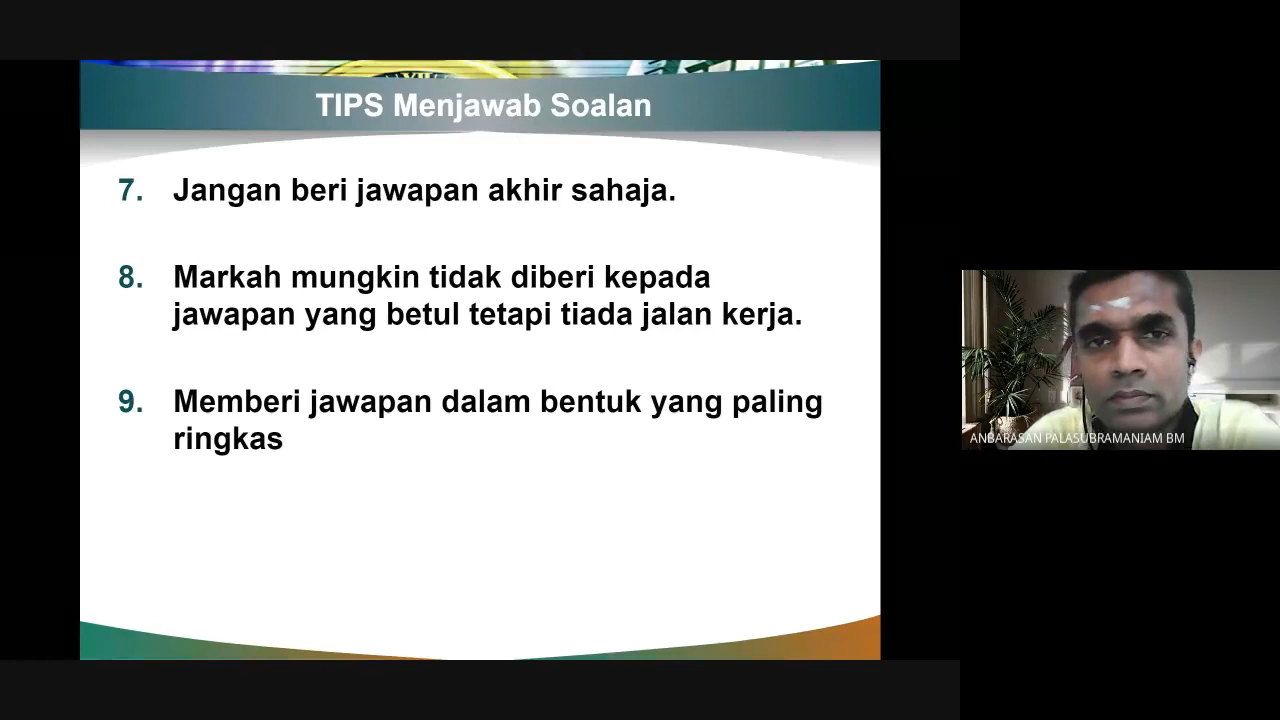 TIPS Menjawab Soalan
7. Jangan beri jawapan akhir sahaja.
8. Markah mungkin tidak diberi kepada
jawapan yang betul tetapi tiada jalan kerja.
9. Memberi jawapan dalam bentuk yang paling
ringkas
ANBARASAN PALASUBRAMANIAM BM